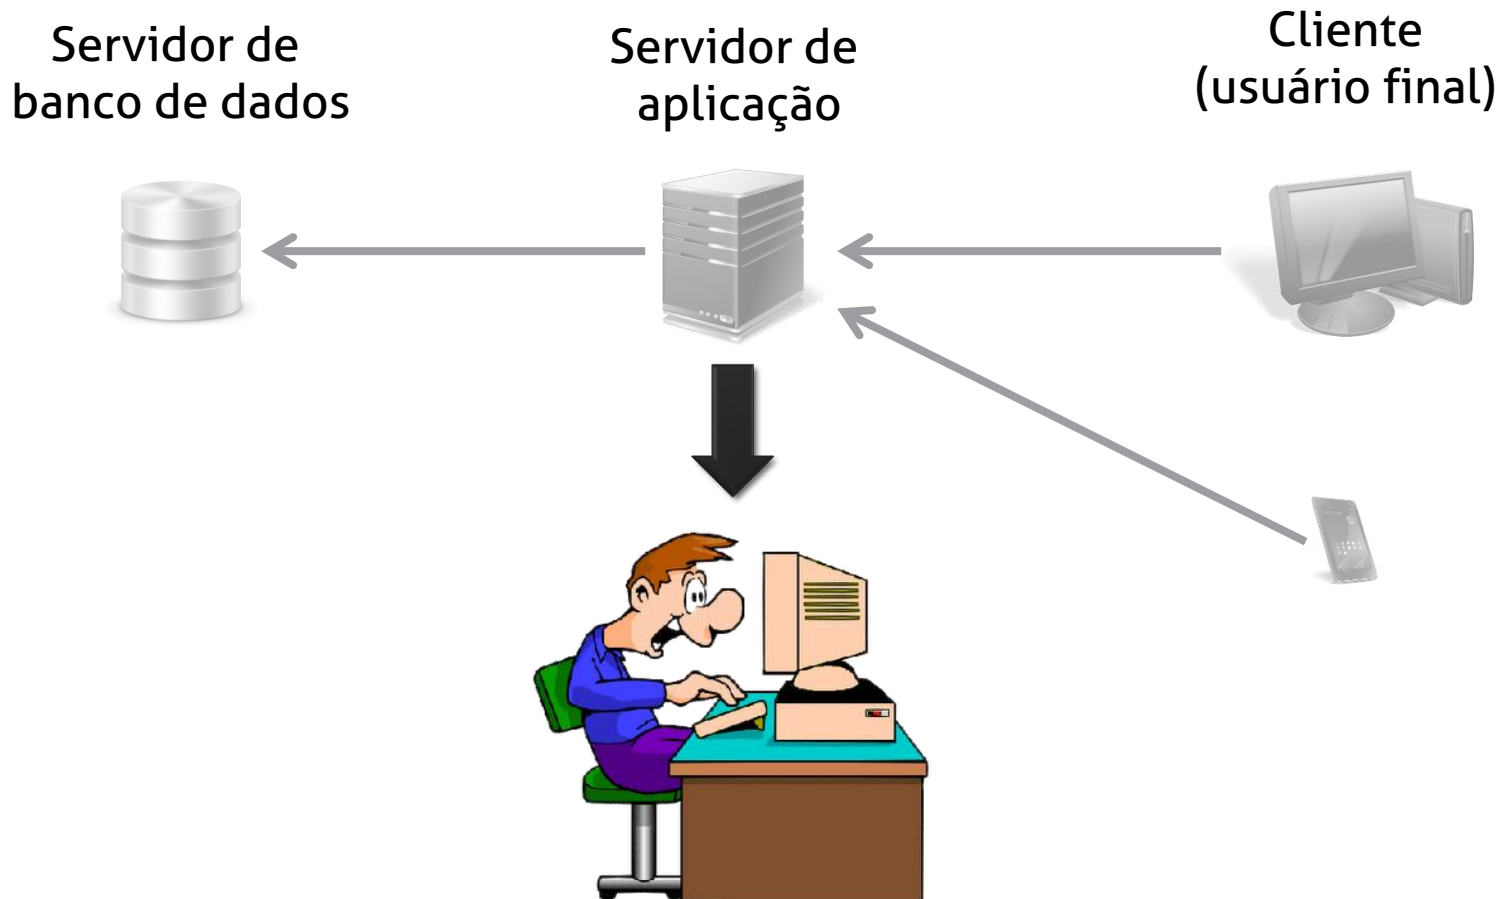 Servidor de
banco de dados
Servidor de
aplicação
Cliente
(usuário final)